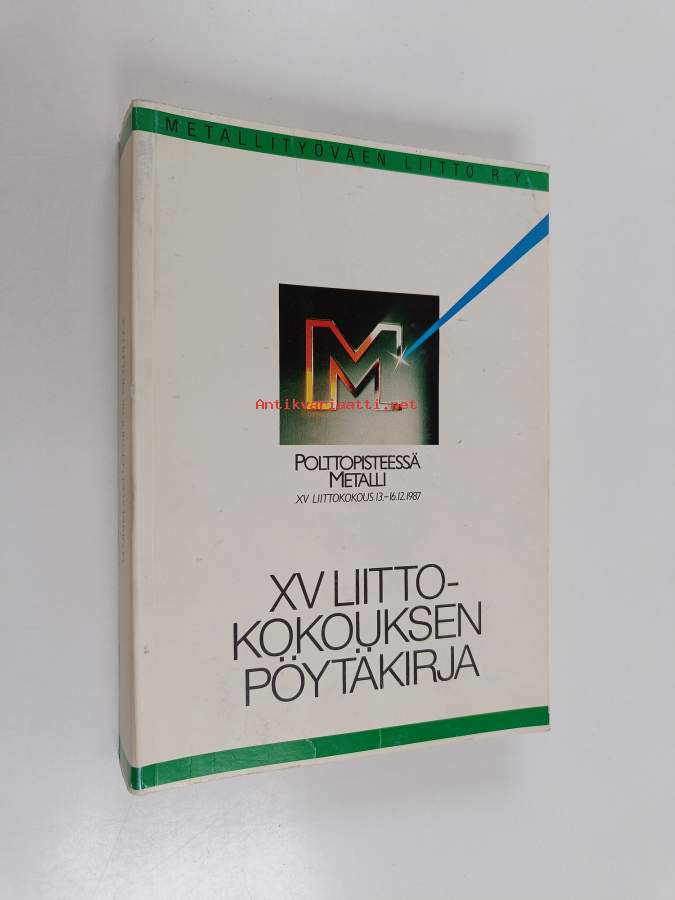 METALLITYÖVÄEN LIITTO R.Y.
M
Antikvariaatti.net
POLTTOPISTEESSÄ
METALLI
XV LIITTOKOKOUS 13.–16.12.1987
XV LIITTO-
KOKOUKSEN
PÖYTÄKIRJA